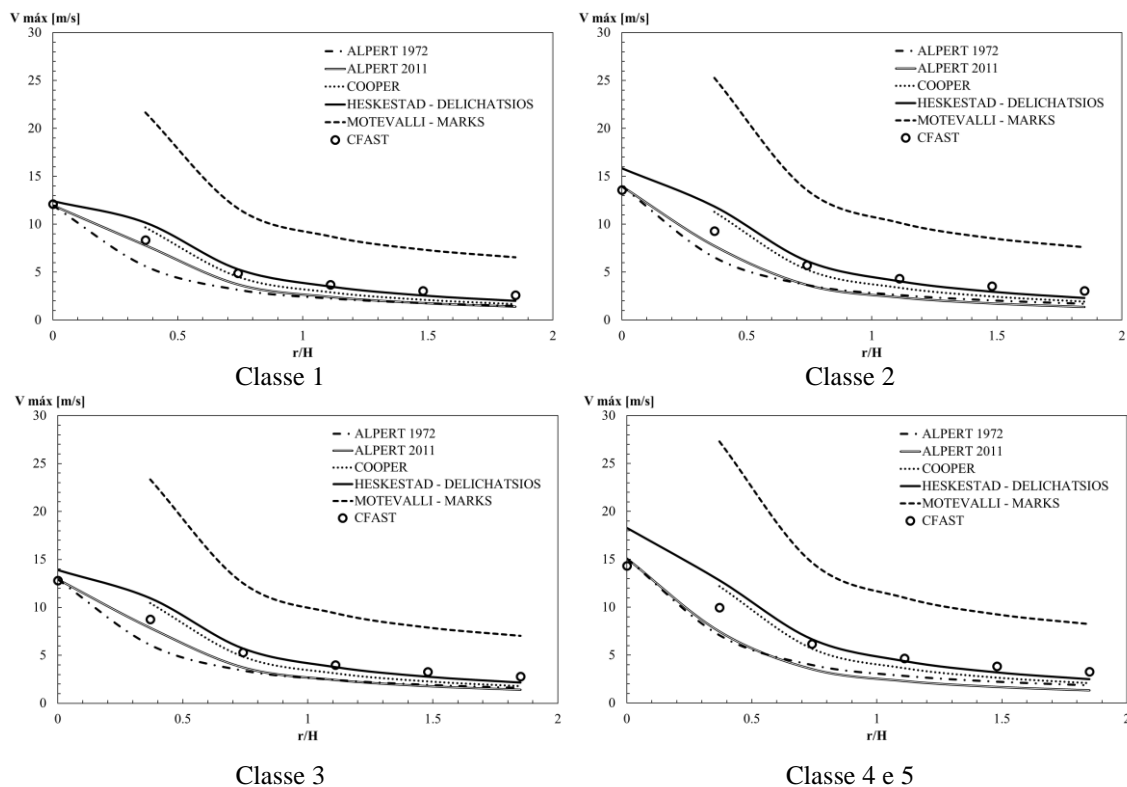 V máx [m/s]
30
25
20
15
10
5
0
0
0.5
1
1.5
2
r/H
ALPERT 1972
ALPERT 2011
COOPER
HESKESTAD - DELICHATSIOS
MOTEVALLI - MARKS
CFAST
Classe 1
V máx [m/s]
30
25
20
15
10
5
0
0
0.5
1
1.5
2
r/H
ALPERT 1972
ALPERT 2011
COOPER
HESKESTAD - DELICHATSIOS
MOTEVALLI - MARKS
CFAST
Classe 2
V máx [m/s]
30
25
20
15
10
5
0
0
0.5
1
1.5
2
r/H
ALPERT 1972
ALPERT 2011
COOPER
HESKESTAD - DELICHATSIOS
MOTEVALLI - MARKS
CFAST
Classe 3
V máx [m/s]
30
25
20
15
10
5
0
0
0.5
1
1.5
2
r/H
ALPERT 1972
ALPERT 2011
COOPER
HESKESTAD - DELICHATSIOS
MOTEVALLI - MARKS
CFAST
Classe 4 e 5